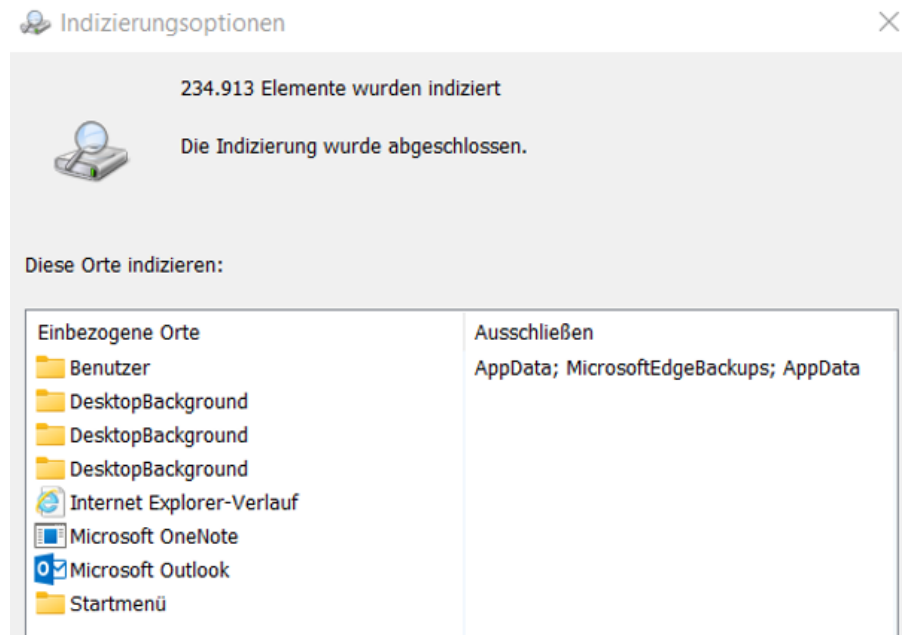 Indizierungsoptionen
234.913 Elemente wurden indiziert
Die Indizierung wurde abgeschlossen.
Diese Orte indizieren:
Einbezogene Orte Ausschließen
Benutzer AppData; MicrosoftEdgeBackups; AppData
DesktopBackground
DesktopBackground
DesktopBackground
Internet Explorer-Verlauf
Microsoft OneNote
Microsoft Outlook
Startmenü